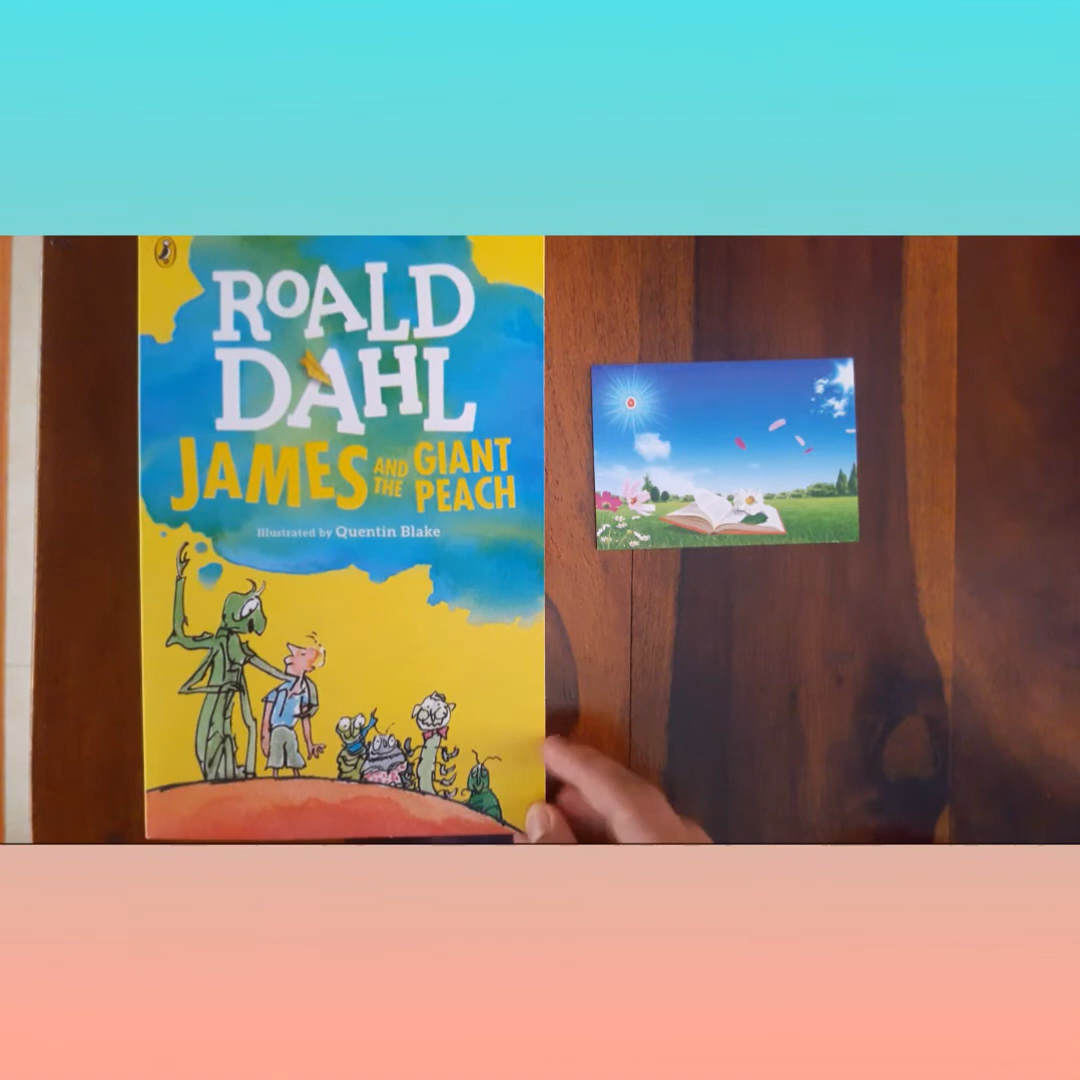 ROALD
DAHL
JAMES AND THE GIANT PEACH
Illustrated by Quentin Blake